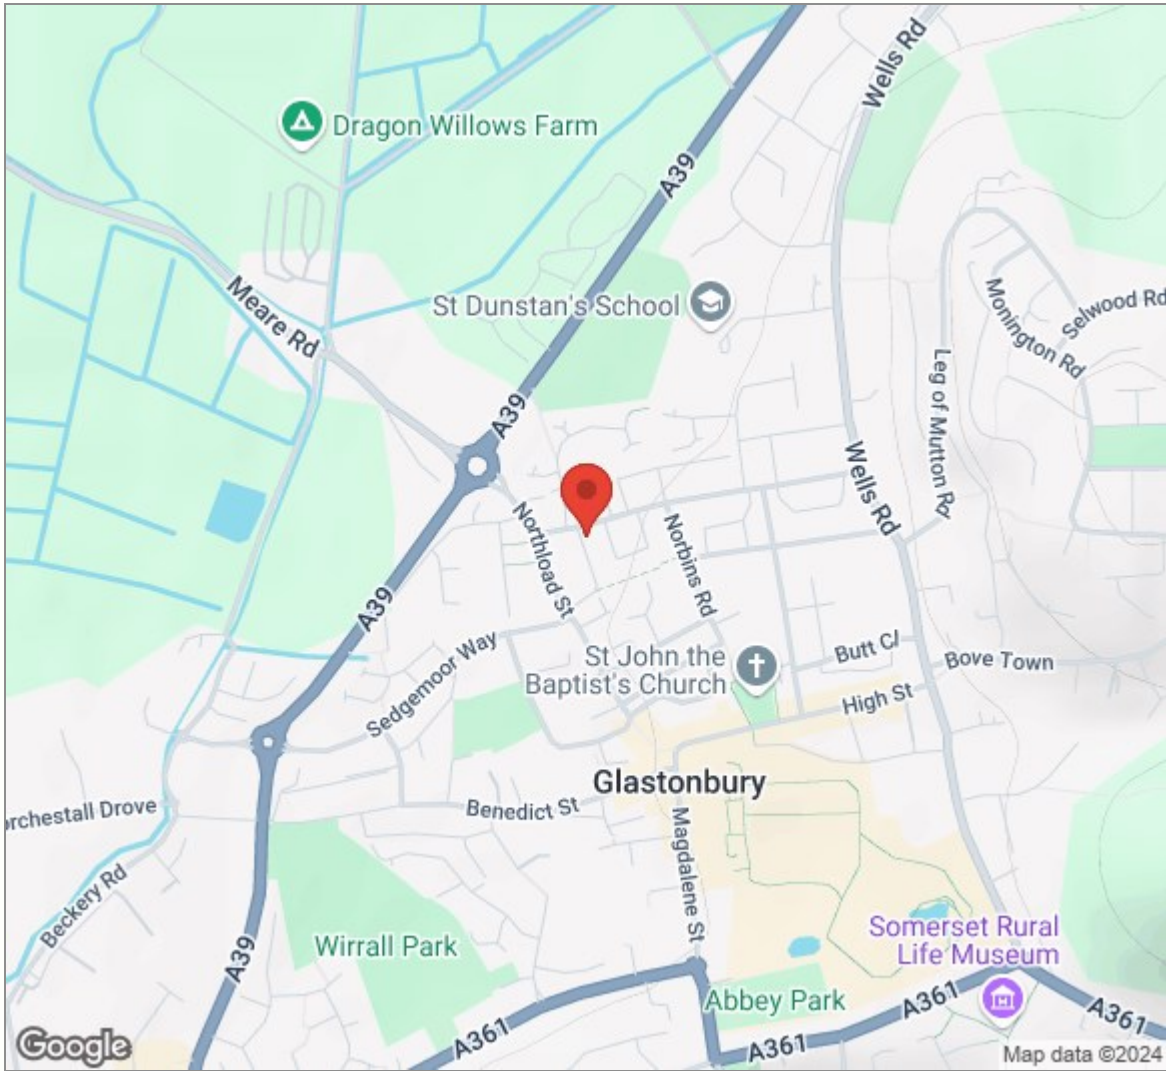 Wells Rd
Dragon Willows Farm
A39
St Dunstan's School
Meare Rd
Monington Rd
Selwood Rd
Leg of Mutton Rd
A39
Wells Rd
Northload St
Norbins Rd
A39
Sedgemoor Way
St John the
Baptist's Church
Butt Cl
Bove Town
High St
Glastonbury
orchestall Drove
Benedict St
Magdalene St
Beckery Rd
Wirrall Park
A39
Somerset Rural
Life Museum
Abbey Park
A361
A361
A361
A361
Google
Map data ©2024